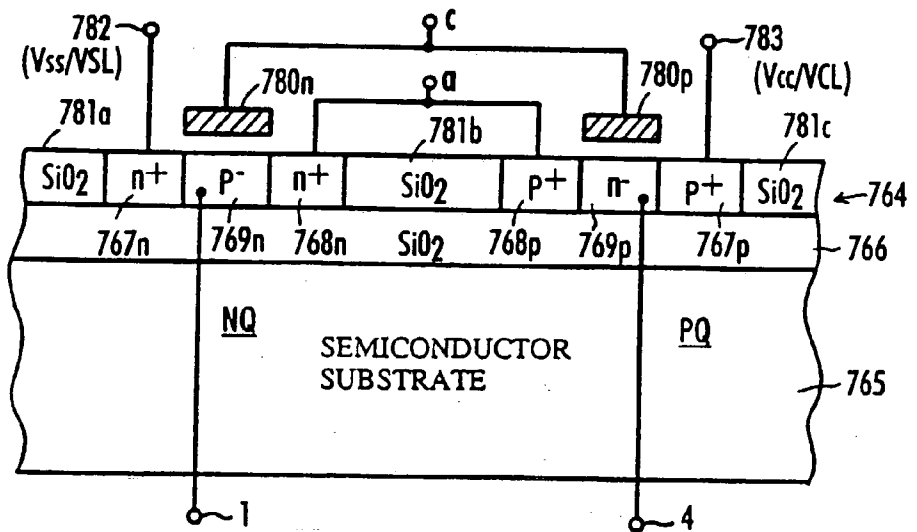 782
(Vss/VSL)
c
783
(Vcc/VCL)
780n
780p
a
781a
781b
781c
SiO2
n+
p-
n+
SiO2
p+
n-
p+
SiO2
764
767n
769n
768n
SiO2
768p
769p
767p
766
NQ
PQ
SEMICONDUCTOR
SUBSTRATE
765
1
4